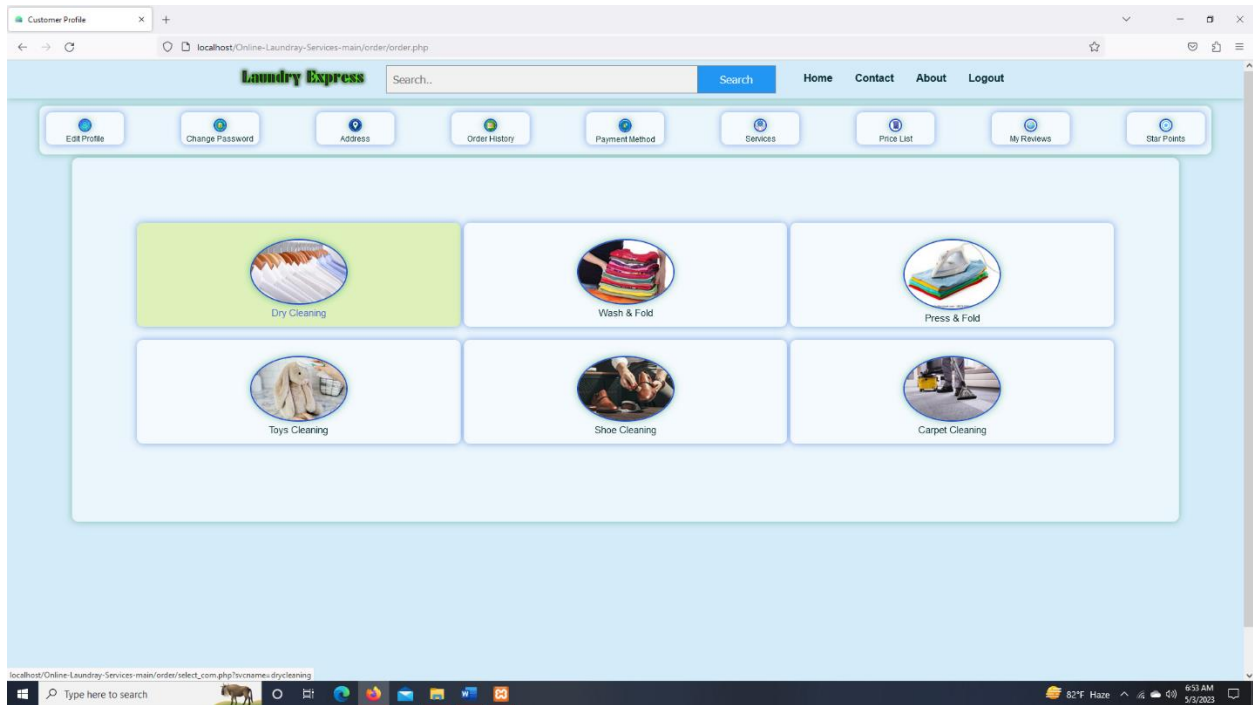 Customer Profile
localhost/Online-Laundray-Services-main/order/order.php
Laundry Express
Search..
Search
Home
Contact
About
Logout
Edit Profile
Change Password
Address
Order History
Payment Method
Services
Price List
My Reviews
Star Points
Dry Cleaning
Wash & Fold
Press & Fold
Toys Cleaning
Shoe Cleaning
Carpet Cleaning
localhost/Online-Laundray-Services-main/order/select_com.php?svcname=drycleaning
Type here to search
82°F Haze
6:53 AM
5/3/2023